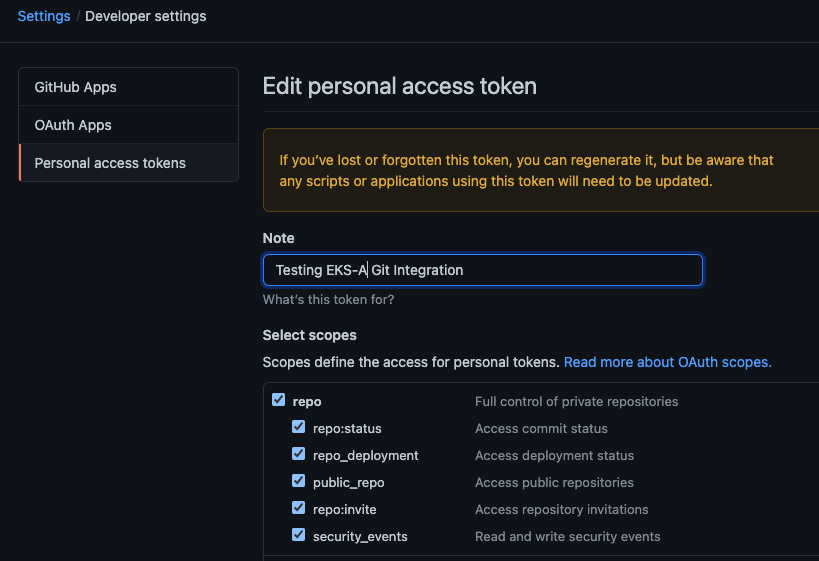 Settings / Developer settings
GitHub Apps
OAuth Apps
Personal access tokens
Edit personal access token
If you've lost or forgotten this token, you can regenerate it, but be aware that
any scripts or applications using this token will need to be updated.
Note
Testing EKS-A Git Integration
What's this token for?
Select scopes
Scopes define the access for personal tokens. Read more about OAuth scopes.
repo Full control of private repositories
repo:status Access commit status
repo_deployment Access deployment status
public_repo Access public repositories
repo:invite Access repository invitations
security_events Read and write security events